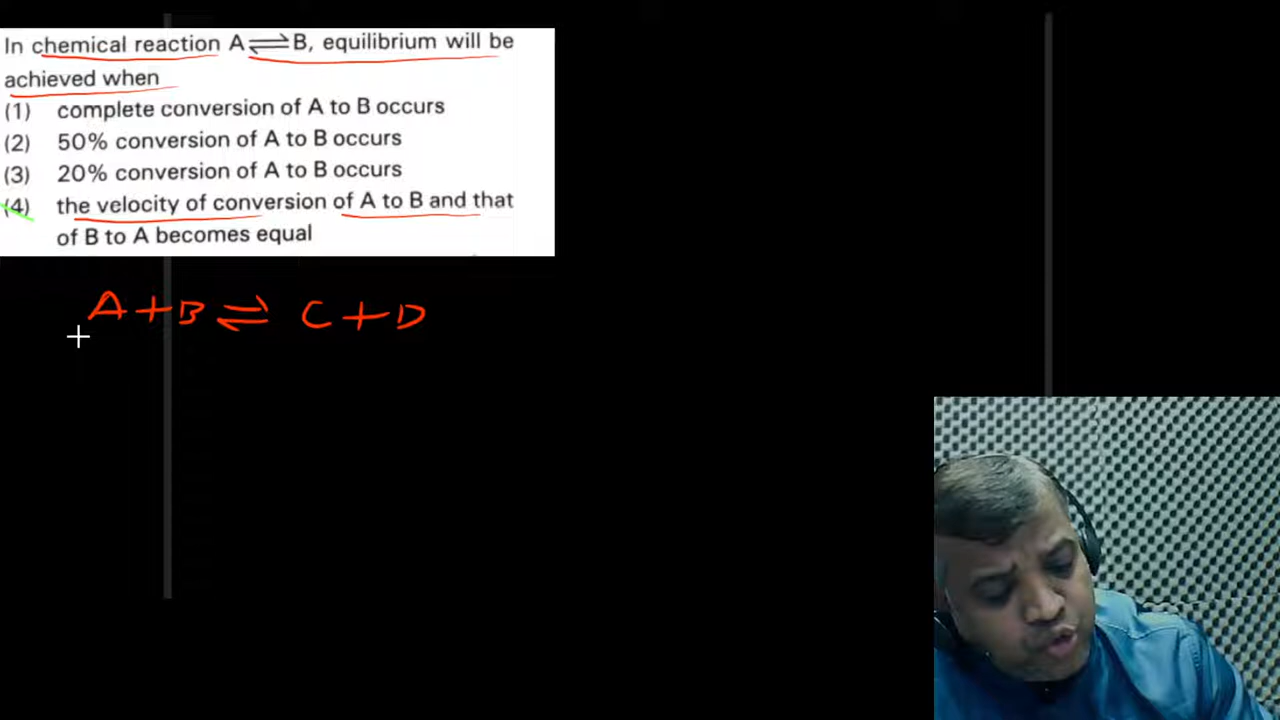 In chemical reaction A⇌B, equilibrium will be
achieved when
(1) complete conversion of A to B occurs
(2) 50% conversion of A to B occurs
(3) 20% conversion of A to B occurs
(4) the velocity of conversion of A to B and that
of B to A becomes equal
A+B ⇌ C+D